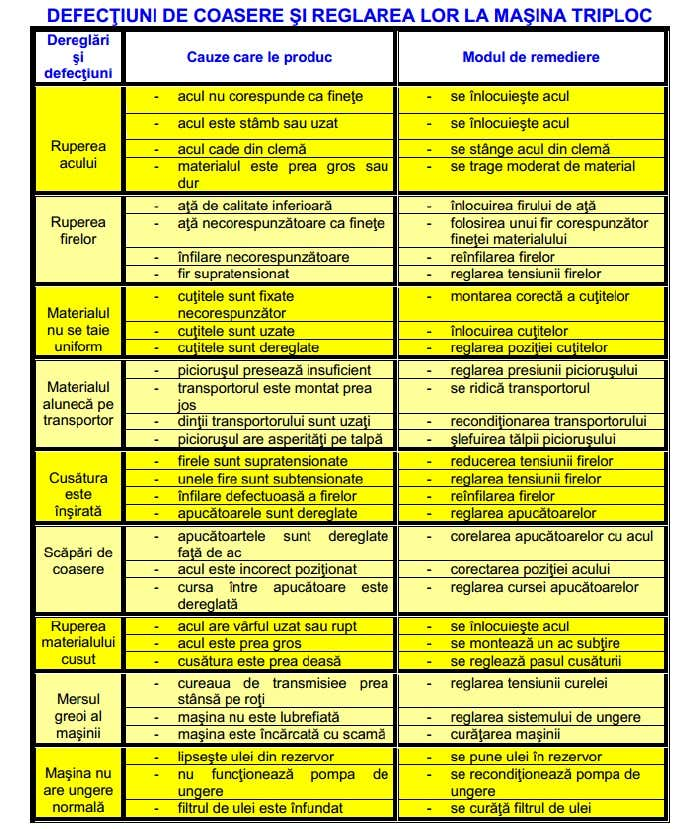 DEFECŢIUNI DE COASERE ŞI REGLAREA LOR LA MAŞINA TRIPLOC
Dereglări
şi
defecţiuni
Cauze care le produc
Modul de remediere
Ruperea
acului
- acul nu corespunde ca fineţe
- se înlocuieşte acul
- acul este stâmb sau uzat
- se înlocuieşte acul
- acul cade din clemă
- se stânge acul din clemă
- materialul este prea gros sau
dur
- se trage moderat de material
Ruperea
firelor
- aţă de calitate inferioară
- înlocuirea firului de aţă
- aţă necorespunzătoare ca fineţe
- folosirea unui fir corespunzător
fineţei materialului
- înfilare necorespunzătoare
- reînfilarea firelor
- fir supratensionat
- reglarea tensiunii firelor
Materialul
nu se taie
uniform
- cuţitele sunt fixate
necorespunzător
- montarea corectă a cuţitelor
- cuţitele sunt uzate
- înlocuirea cuţitelor
- cuţitele sunt dereglate
- reglarea poziţiei cuţitelor
Materialul
alunecă pe
transportor
- picioruşul presează insuficient
- reglarea presiunii picioruşului
- transportorul este montat prea
jos
- se ridică transportorul
- dinţii transportorului sunt uzaţi
- recondiţionarea transportorului
- picioruşul are asperităţi pe talpă
- şlefuirea tălpii picioruşului
Cusătura
este
înşirată
- firele sunt supratensionate
- reducerea tensiunii firelor
- unele fire sunt subtensionate
- reglarea tensiunii firelor
- înfilare defectuoasă a firelor
- reînfilarea firelor
- apucătoarele sunt dereglate
- reglarea apucătoarelor
Scăpări de
coasere
- apucătoartele sunt dereglate
faţă de ac
- corelarea apucătoarelor cu acul
- acul este incorect poziţionat
- corectarea poziţiei acului
- cursa între apucătoare este
dereglată
- reglarea cursei apucătoarelor
Ruperea
materialului
cusut
- acul are vârful uzat sau rupt
- se înlocuieşte acul
- acul este prea gros
- se montează un ac subţire
- cusătura este prea deasă
- se reglează pasul cusăturii
Mersul
greoi al
maşinii
- cureaua de transmisiee prea
stânsă pe roţi
- reglarea tensiunii curelei
- maşina nu este lubrefiată
- reglarea sistemului de ungere
- maşina este încărcată cu scamă
- curăţarea maşinii
Maşina nu
are ungere
normală
- lipseşte ulei din rezervor
- se pune ulei în rezervor
- nu funcţionează pompa de
ungere
- se recondiţionează pompa de
ungere
- filtrul de ulei este înfundat
- se curăţă filtrul de ulei